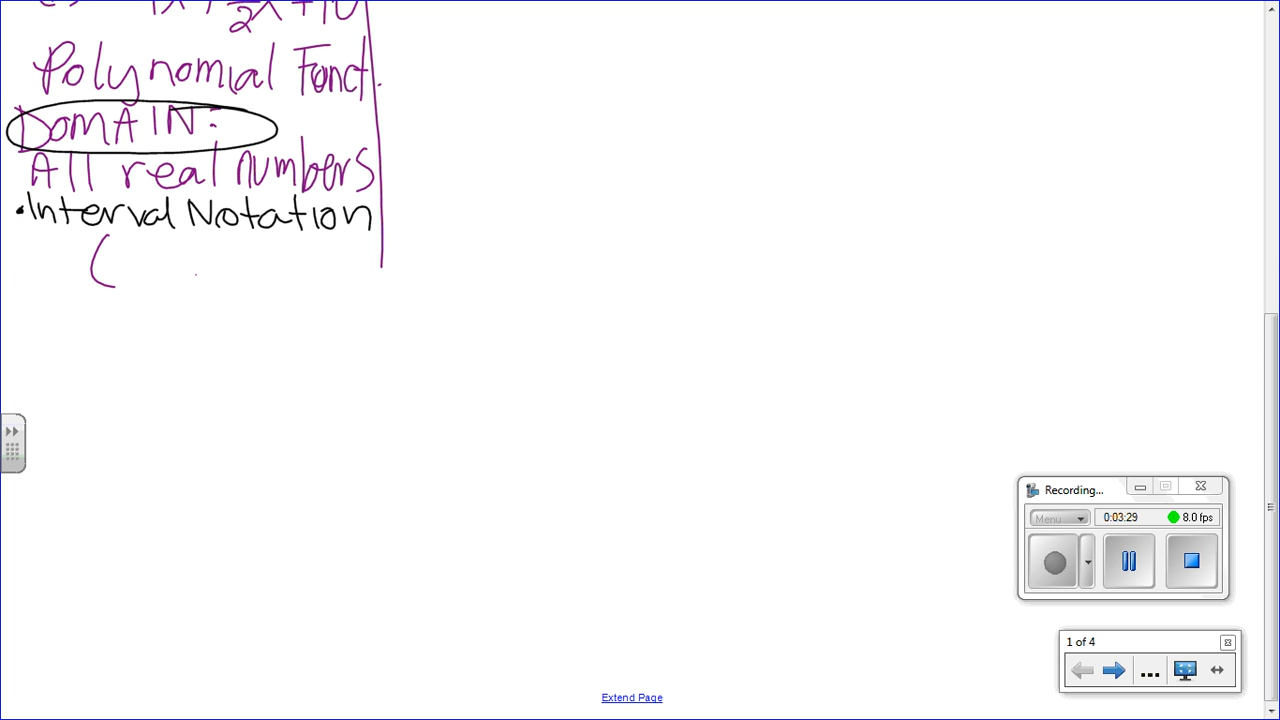 Polynomial Funct.
DOMAIN:
All real numbers
•Interval Notation
(
Recording...
Menu
0:03:29
8.0 fps
1 of 4
...
Extend Page